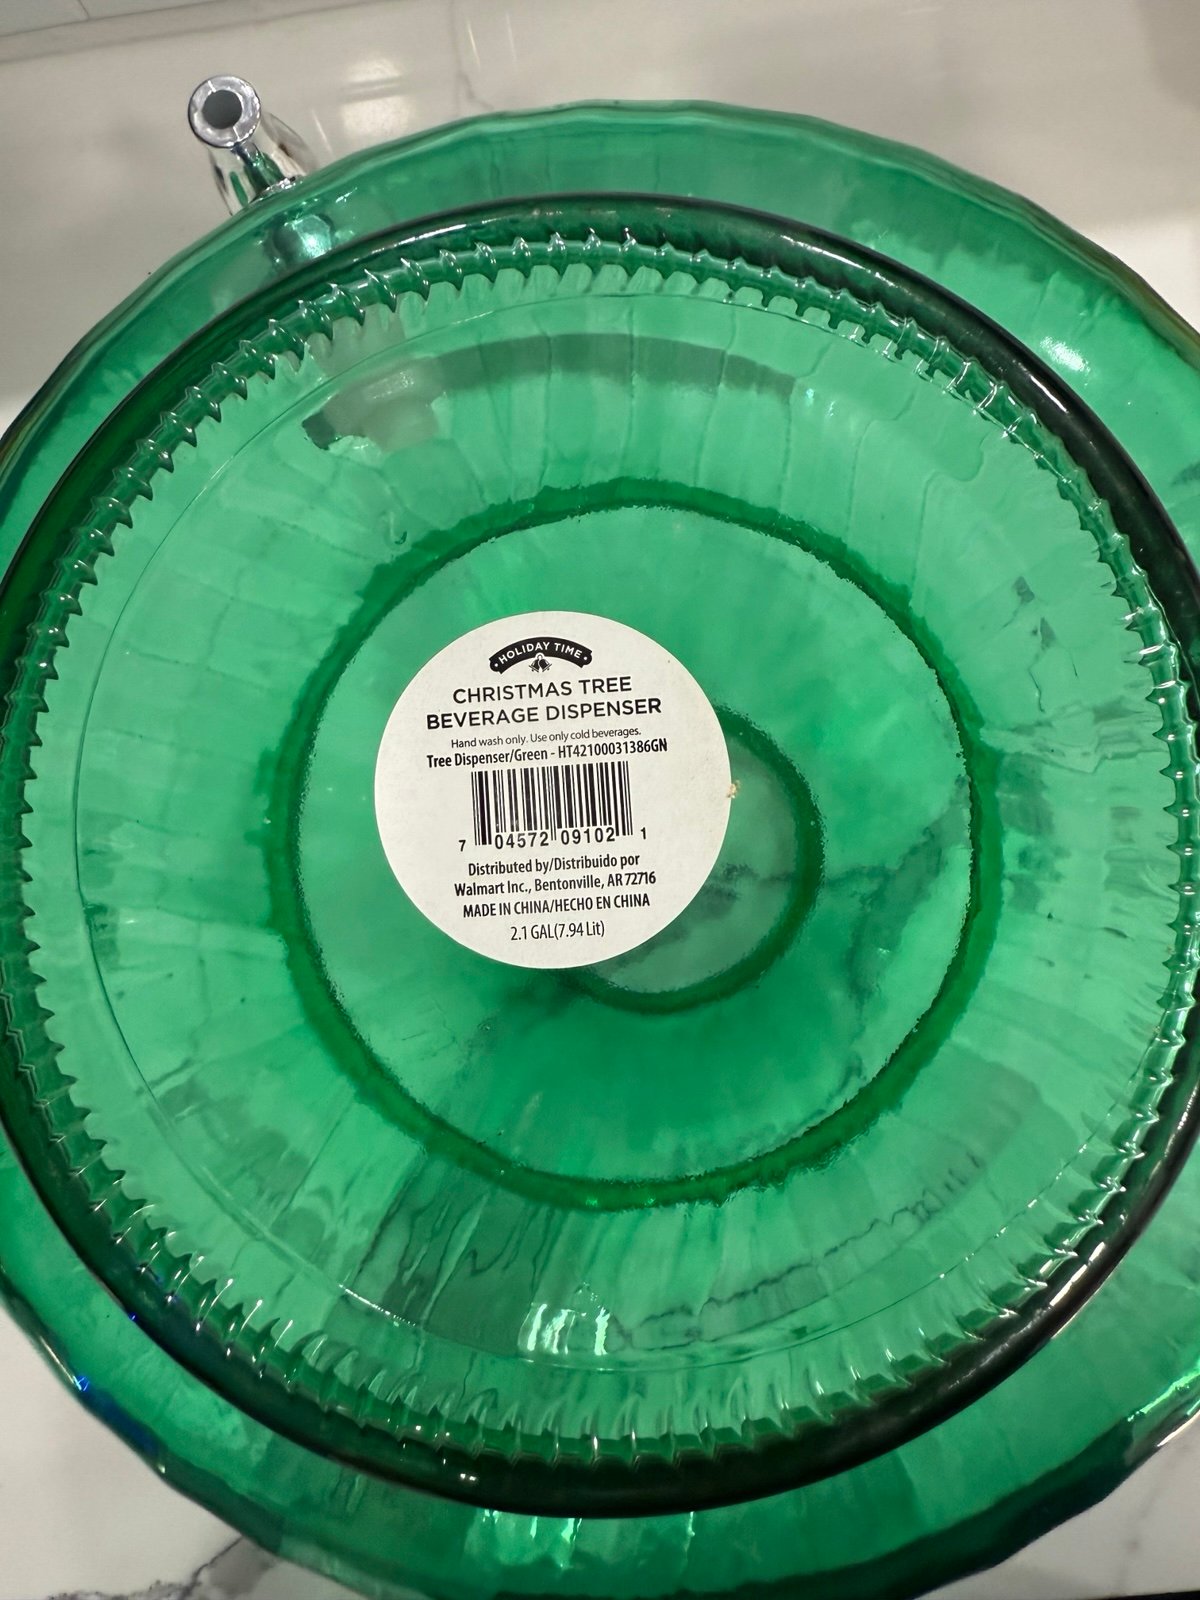 HOLIDAY TIME
CHRISTMAS TREE
BEVERAGE DISPENSER
Hand wash only. Use only cold beverages.
Tree Dispenser/Green - HT42100031386GN
7 04572 09102 1
Distributed by/Distribuido por
Walmart Inc., Bentonville, AR 72716
MADE IN CHINA/HECHO EN CHINA
2.1 GAL(7.94 Lit)